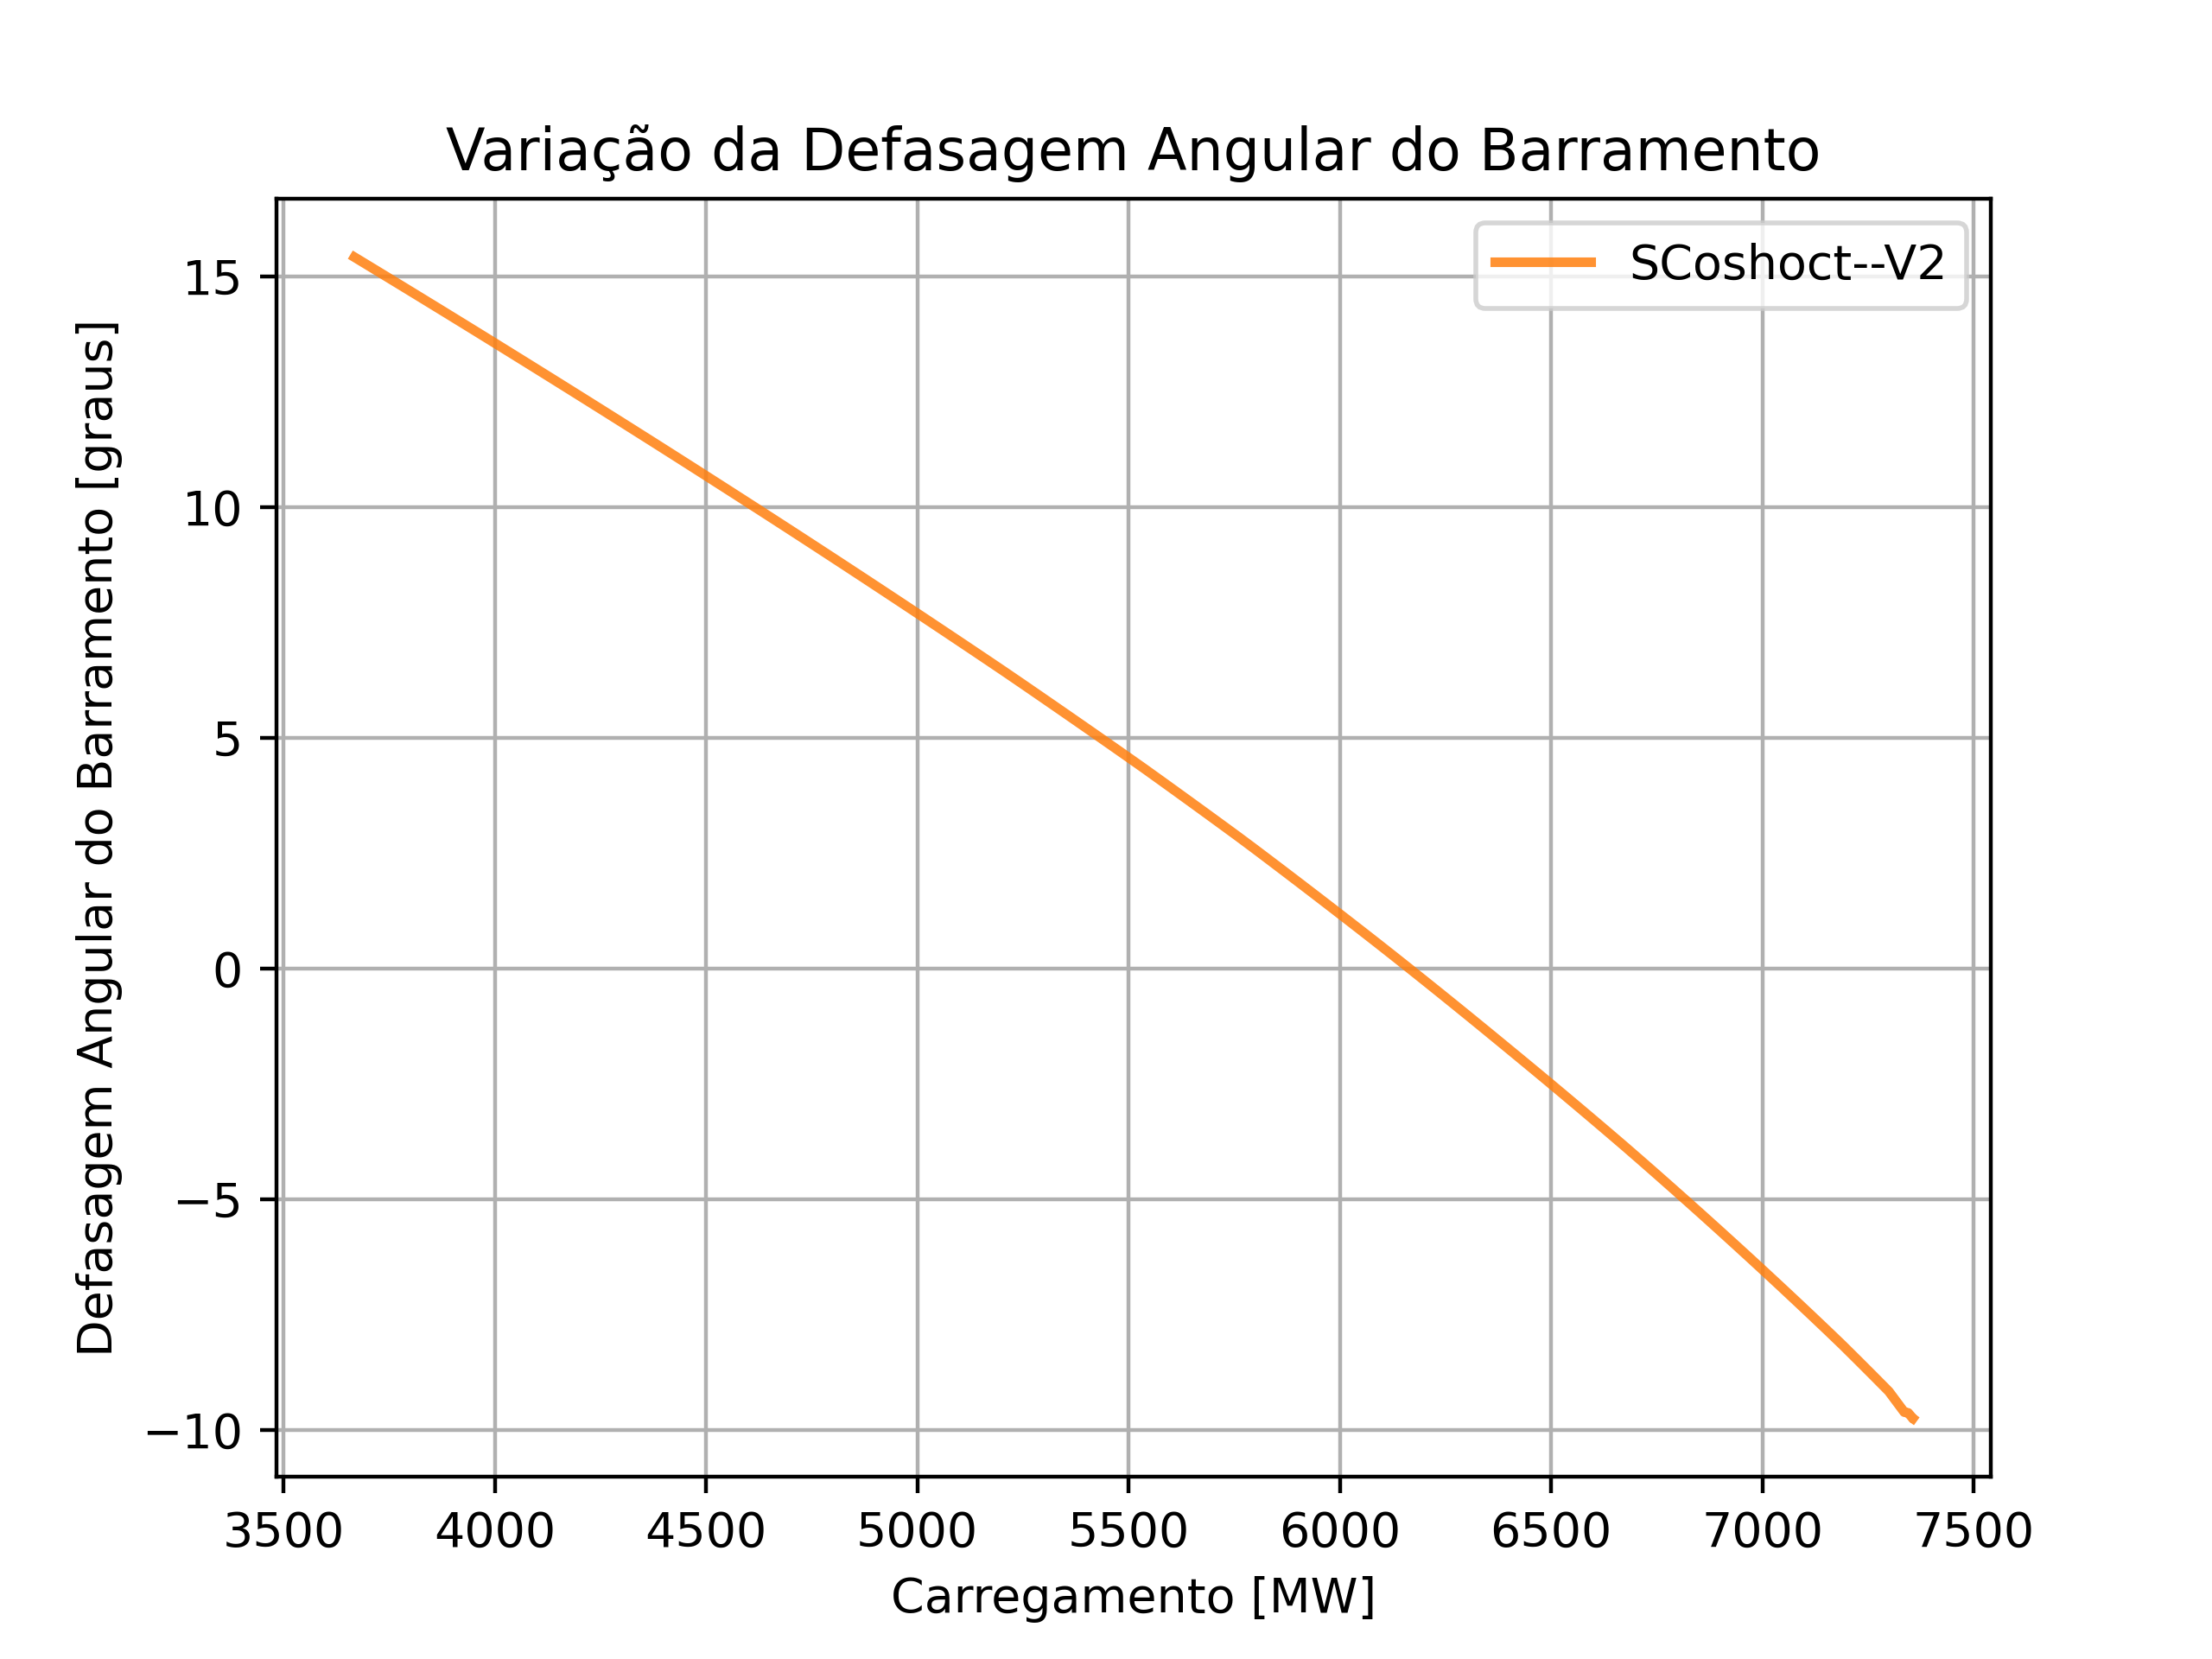 Variação da Defasagem Angular do Barramento
SCoshoct--V2
Defasagem Angular do Barramento [graus]
15
10
5
0
−5
−10
3500 4000 4500 5000 5500 6000 6500 7000 7500
Carregamento [MW]